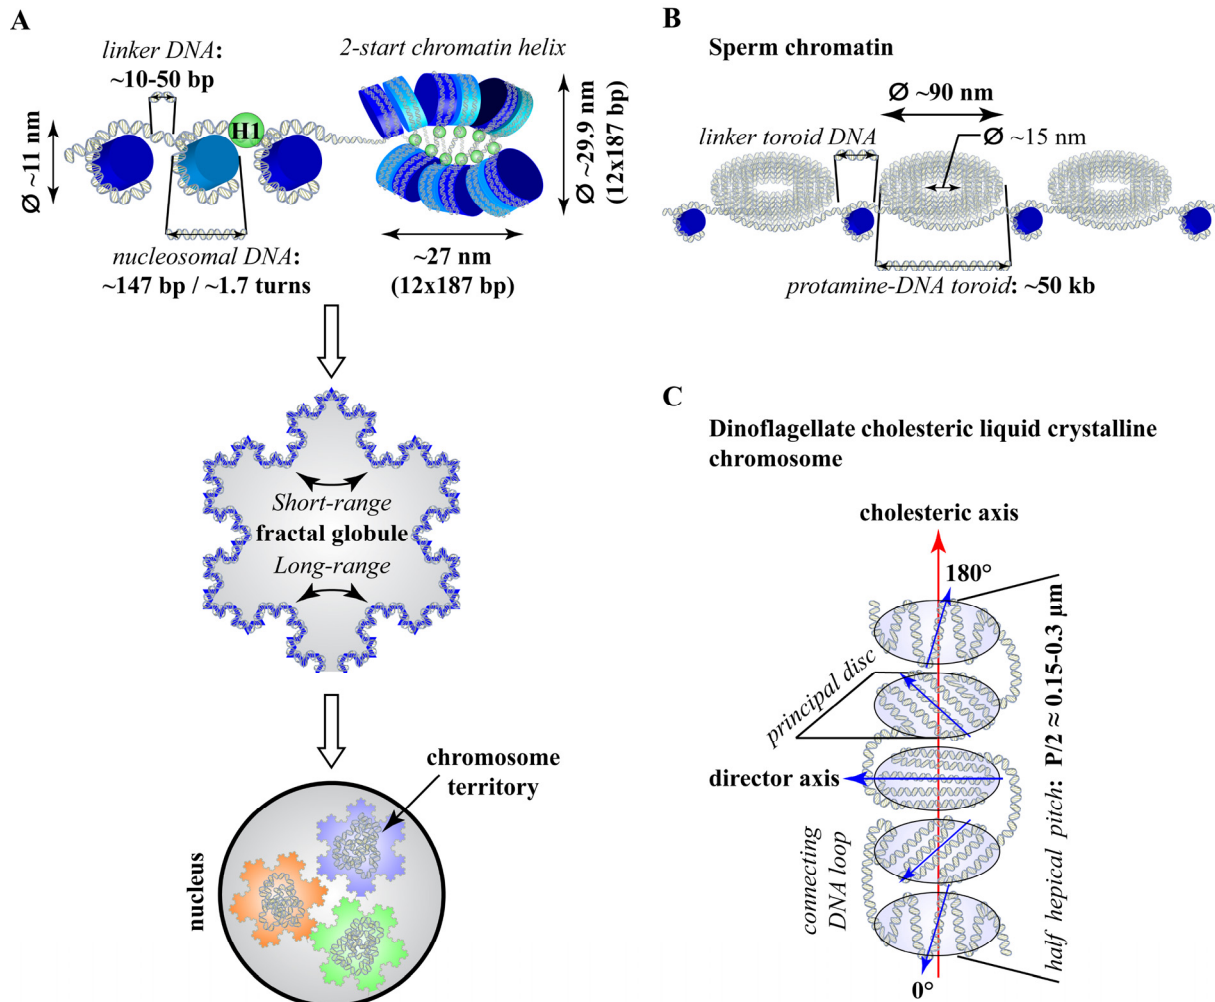 A
linker DNA:
~10-50 bp
2-start chromatin helix
Ø ~11 nm
H1
Ø ~29.9 nm
(12x187 bp)
nucleosomal DNA:
~147 bp / ~1.7 turns
~27 nm
(12x187 bp)
Short-range
fractal globule
Long-range
chromosome
territory
nucleus
B
Sperm chromatin
Ø ~90 nm
linker toroid DNA
Ø ~15 nm
protamine-DNA toroid: ~50 kb
C
Dinoflagellate cholesteric liquid crystalline
chromosome
cholesteric axis
180°
principal disc
director axis
connecting
DNA loop
half hepical pitch: P/2 ≈ 0.15-0.3 µm
0°